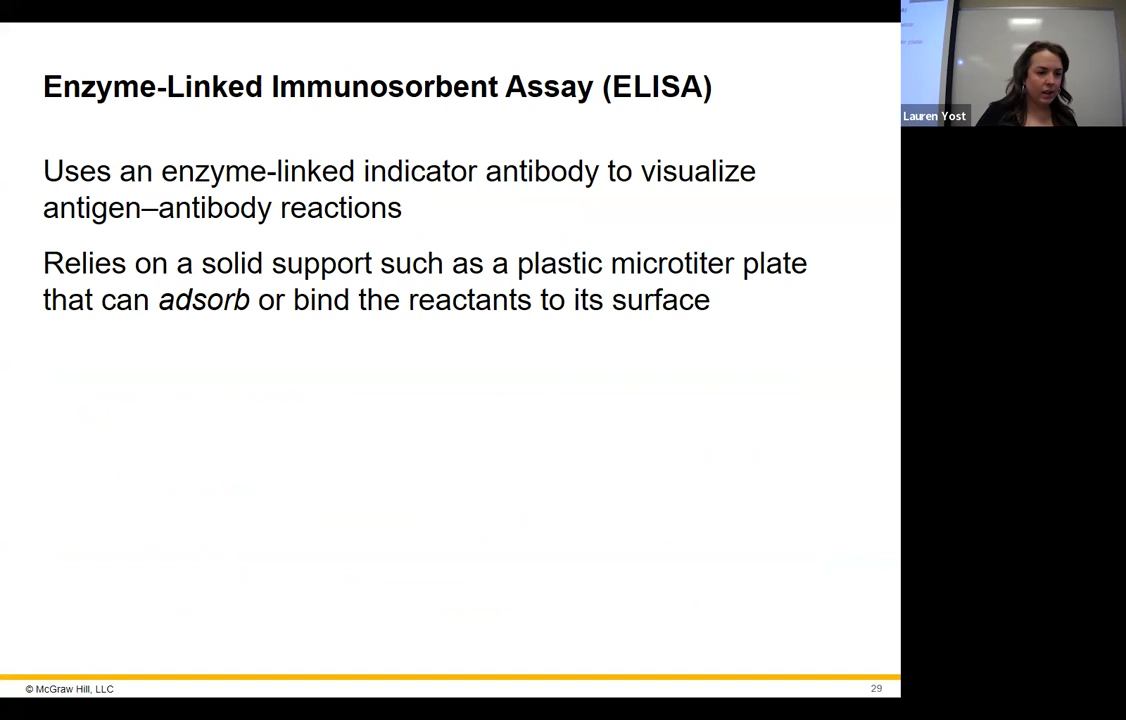 Enzyme-Linked Immunosorbent Assay (ELISA)
Uses an enzyme-linked indicator antibody to visualize
antigen–antibody reactions
Relies on a solid support such as a plastic microtiter plate
that can adsorb or bind the reactants to its surface
© McGraw Hill, LLC
29
Lauren Yost